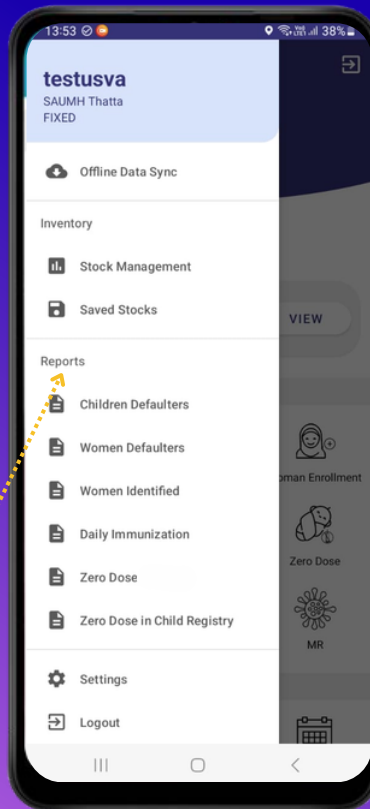 13:53
38%
testusva
SAUMH Thatta
FIXED
Offline Data Sync
Inventory
Stock Management
Saved Stocks
VIEW
Reports
Children Defaulters
Women Defaulters
Women Identified
oman Enrollment
Daily Immunization
Zero Dose
Zero Dose
Zero Dose in Child Registry
MR
Settings
Logout